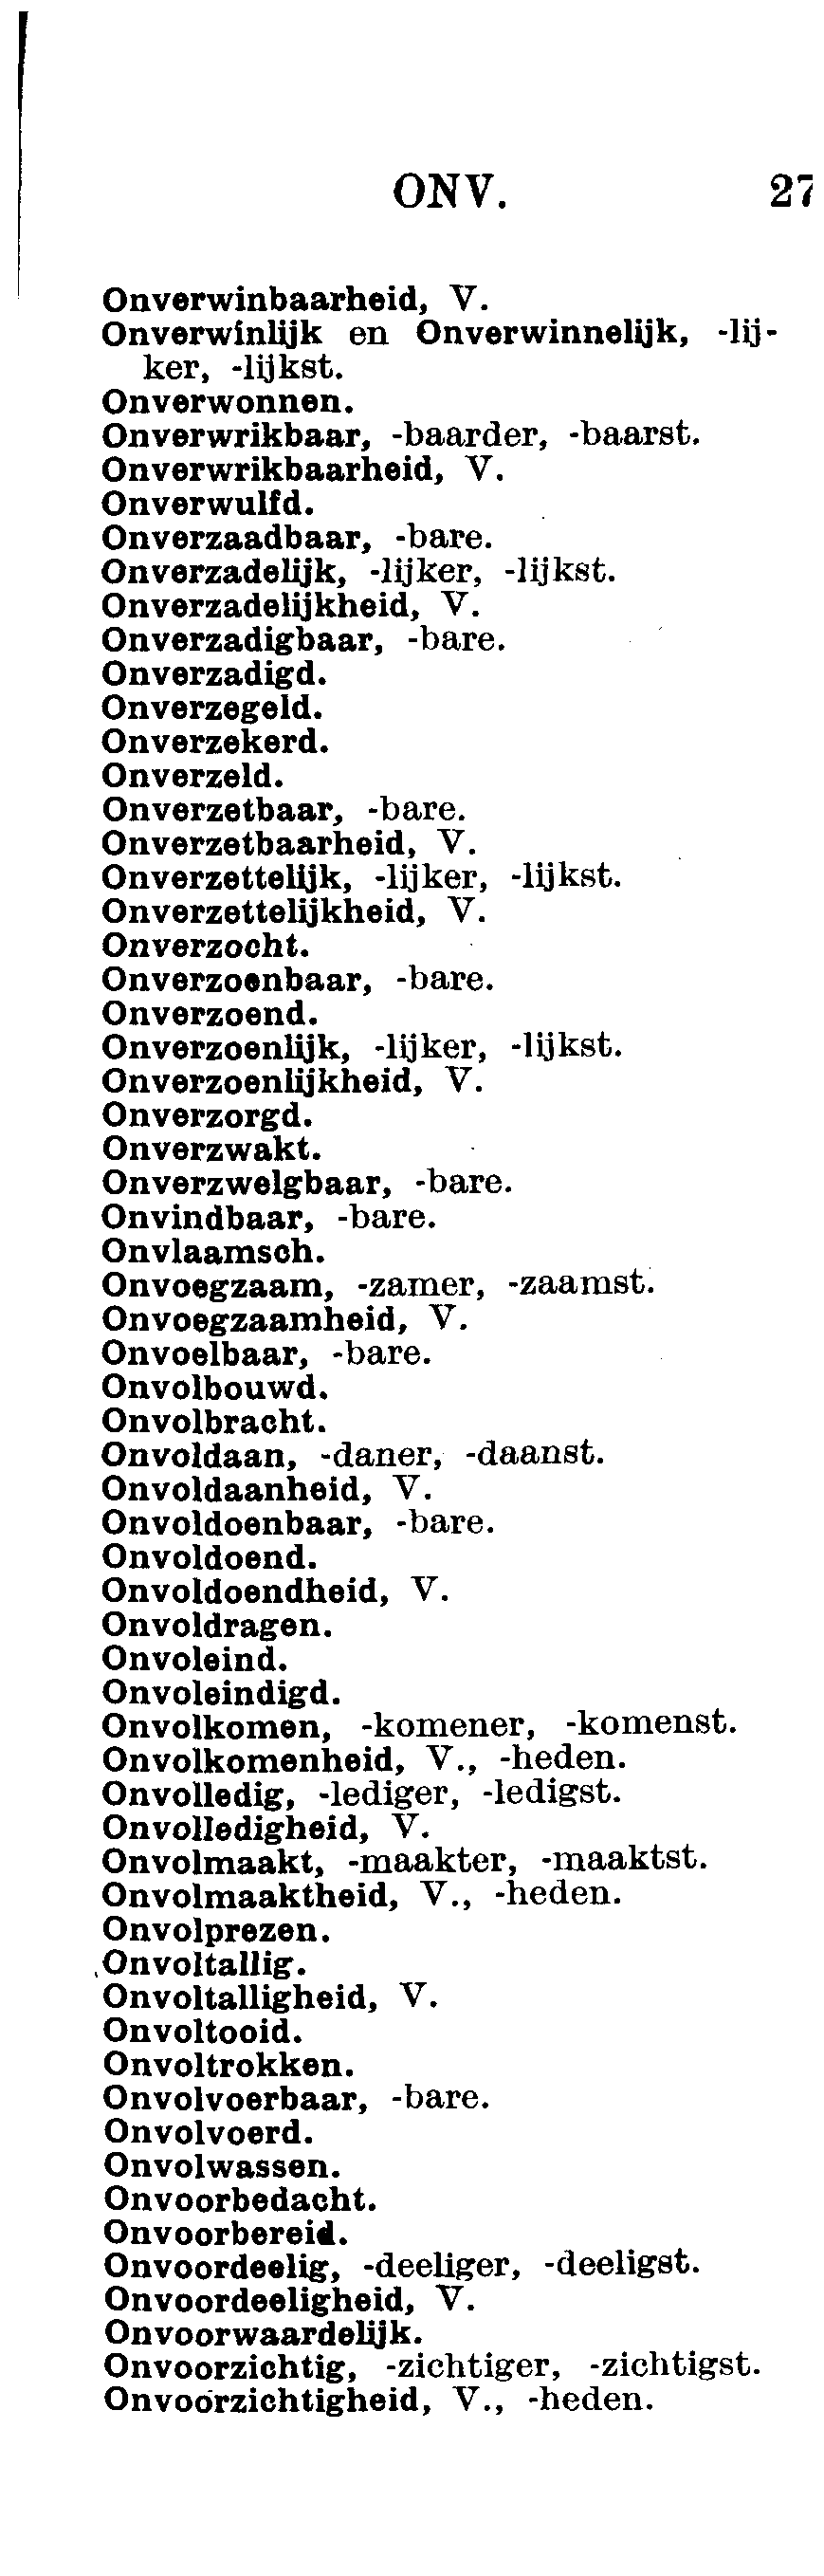 ONV. 27
Onverwinbaarheid, V.
Onverwinlijk en Onverwinnelijk, -lij-
ker, -lijkst.
Onverwonnen.
Onverwrikbaar, -baarder, -baarst.
Onverwrikbaarheid, V.
Onverwulfd.
Onverzaadbaar, -bare.
Onverzadelijk, -lijker, -lijkst.
Onverzadelijkheid, V.
Onverzadigbaar, -bare.
Onverzadigd.
Onverzegeld.
Onverzekerd.
Onverzeld.
Onverzetbaar, -bare.
Onverzetbaarheid, V.
Onverzettelijk, -lijker, -lijkst.
Onverzettelijkheid, V.
Onverzocht.
Onverzoenbaar, -bare.
Onverzoend.
Onverzoenlijk, -lijker, -lijkst.
Onverzoenlijkheid, V.
Onverzorgd.
Onverzwakt.
Onverzwelgbaar, -bare.
Onvindbaar, -bare.
Onvlaamsch.
Onvoegzaam, -zamer, -zaamst.
Onvoegzaamheid, V.
Onvoelbaar, -bare.
Onvolbouwd.
Onvolbracht.
Onvoldaan, -daner, -daanst.
Onvoldaanheid, V.
Onvoldoenbaar, -bare.
Onvoldoend.
Onvoldoendheid, V.
Onvoldragen.
Onvoleind.
Onvoleindigd.
Onvolkomen, -komener, -komenst.
Onvolkomenheid, V., -heden.
Onvolledig, -lediger, -ledigst.
Onvolledigheid, V.
Onvolmaakt, -maakter, -maaktst.
Onvolmaaktheid, V., -heden.
Onvolprezen.
Onvoltallig.
Onvoltalligheid, V.
Onvoltooid.
Onvoltrokken.
Onvolvoerbaar, -bare.
Onvolvoerd.
Onvolwassen.
Onvoorbedacht.
Onvoorbereid.
Onvoordeelig, -deeliger, -deeligst.
Onvoordeeligheid, V.
Onvoorwaardelijk.
Onvoorzichtig, -zichtiger, -zichtigst.
Onvoorzichtigheid, V., -heden.